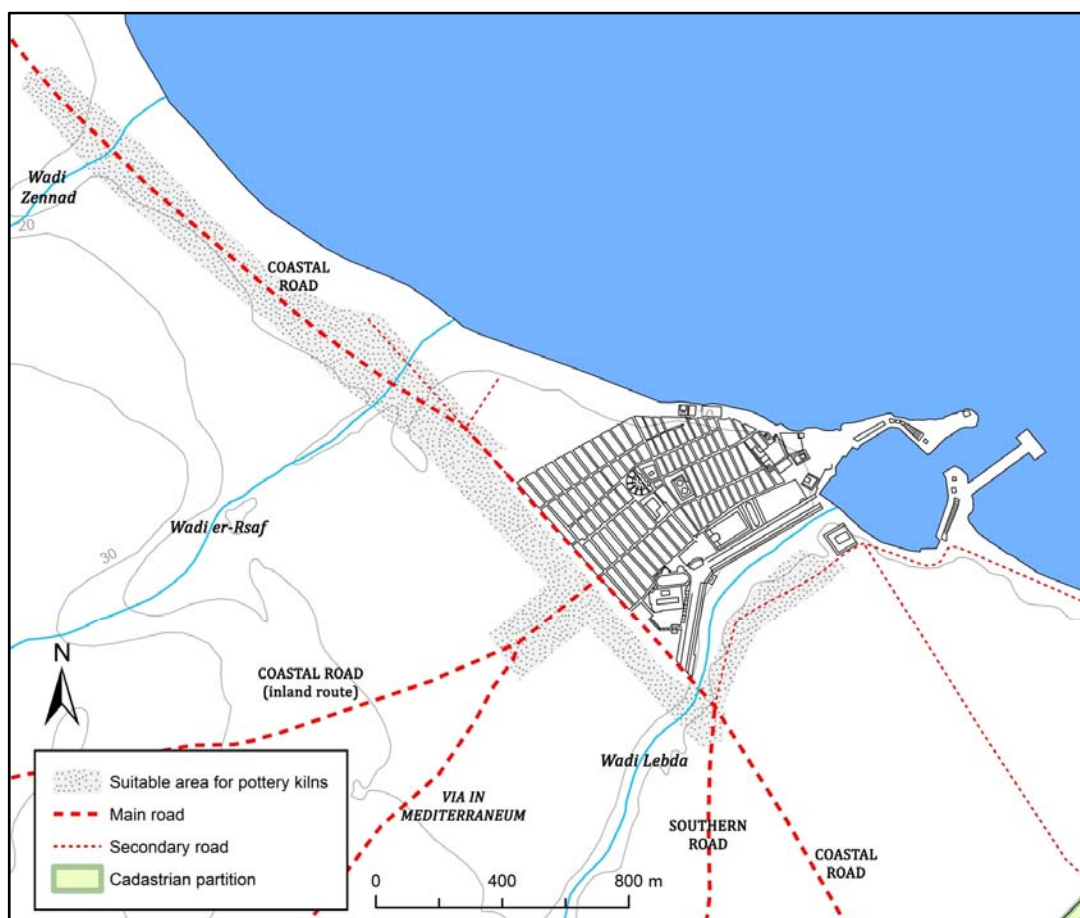 Wadi
Zennad
20
COASTAL
ROAD
Wadi er-Rsaf
30
N
COASTAL ROAD
(inland route)
Wadi Lebda
VIA IN
MEDITERRANEUM
SOUTHERN
ROAD
COASTAL
ROAD
Suitable area for pottery kilns
Main road
Secondary road
Cadastrian partition
0 400 800 m